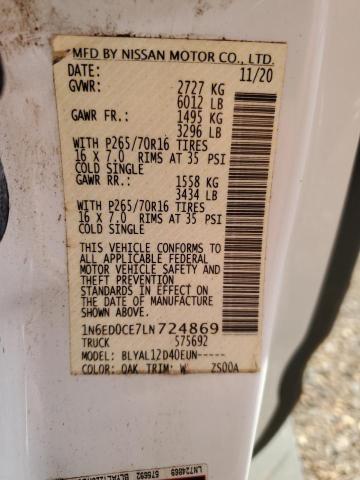 MFD BY NISSAN MOTOR CO., LTD.
DATE: 11/20
GVWR: 2727 KG
6012 LB
GAWR FR.: 1495 KG
3296 LB
WITH P265/70R16 TIRES
16 X 7.0 RIMS AT 35 PSI
COLD SINGLE
GAWR RR.: 1558 KG
3434 LB
WITH P265/70R16 TIRES
16 X 7.0 RIMS AT 35 PSI
COLD SINGLE
THIS VEHICLE CONFORMS TO
ALL APPLICABLE FEDERAL
MOTOR VEHICLE SAFETY
AND THEFT PREVENTION
STANDARDS IN EFFECT ON
THE DATE OF MANUFACTURE
SHOWN ABOVE.
1N6ED0CE7LN724869
TRUCK 575692
MODEL: BLYAL12D40EUN-----
COLOR: QAK TRIM: W ZS00A
LN724869
575692